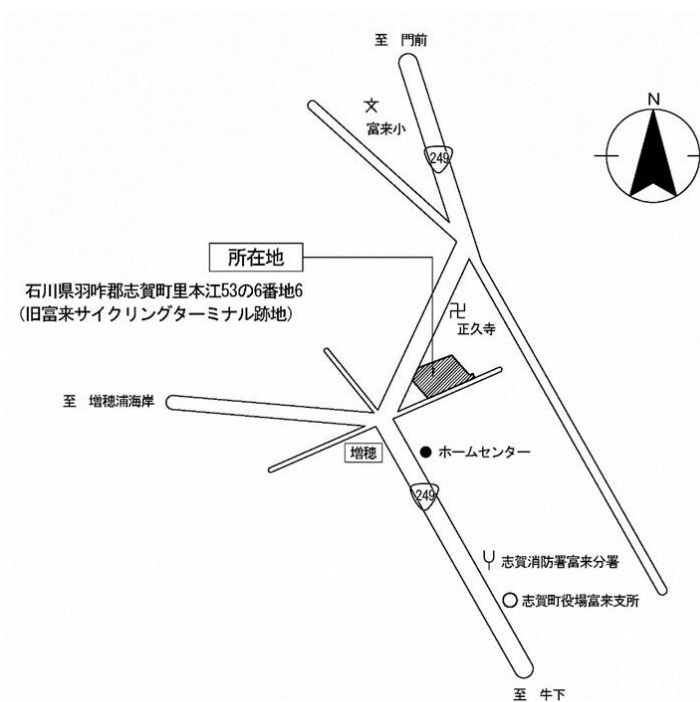 至 門前
富来小
N
249
所在地
石川県羽咋郡志賀町里本江53の6番地6
(旧富来サイクリングターミナル跡地)
正久寺
至 増穂浦海岸
増穂
ホームセンター
249
志賀消防署富来分署
志賀町役場富来支所
至 牛下